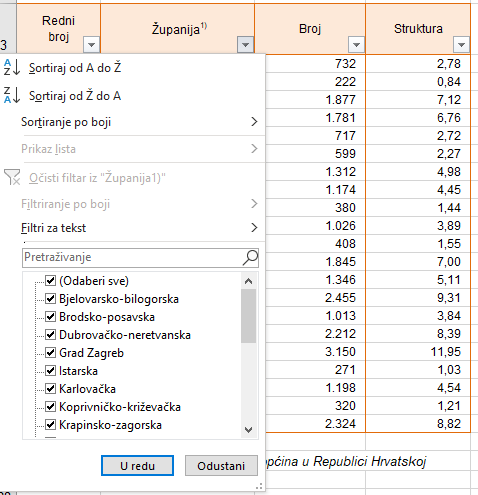 Redni broj Županija1) Broj Struktura
3
Sortiraj od A do Ž
Sortiraj od Ž do A
Sortiranje po boji
Prikaz lista
Očisti filtar iz "Županija1)"
Filtriranje po boji
Filtri za tekst
Pretraživanje
(Odaberi sve)
Bjelovarsko-bilogorska
Brodsko-posavska
Dubrovačko-neretvanska
Grad Zagreb
Istarska
Karlovačka
Koprivničko-križevačka
Krapinsko-zagorska
U redu Odustani
732 2,78
222 0,84
1.877 7,12
1.781 6,76
717 2,72
599 2,27
1.312 4,98
1.174 4,45
380 1,44
1.026 3,89
408 1,55
1.845 7,00
1.346 5,11
2.455 9,31
1.013 3,84
2.212 8,39
3.150 11,95
271 1,03
1.198 4,54
320 1,21
2.324 8,82
općina u Republici Hrvatskoj